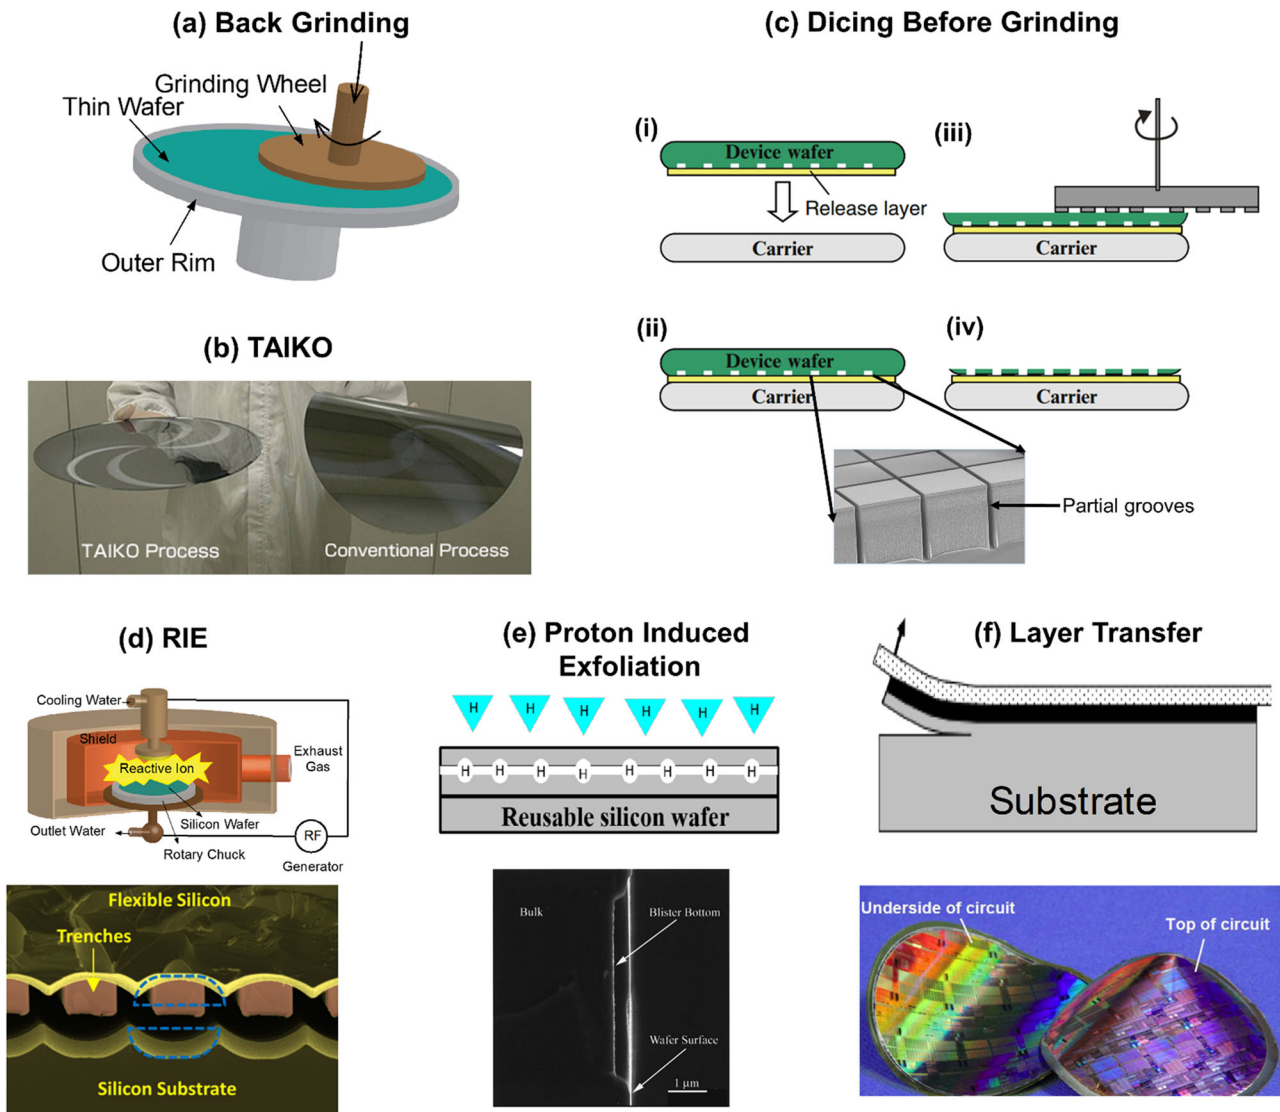 (a) Back Grinding
Grinding Wheel
Thin Wafer
Outer Rim
(b) TAIKO
TAIKO Process
Conventional Process
(c) Dicing Before Grinding
(i)
Device wafer
Release layer
Carrier
(iii)
Carrier
(ii)
Device wafer
Carrier
(iv)
Carrier
Partial grooves
(d) RIE
Cooling Water
Shield
Reactive Ion
Exhaust
Gas
Silicon Wafer
Outlet Water
Rotary Chuck
RF
Generator
Flexible Silicon
Trenches
Silicon Substrate
(e) Proton Induced
Exfoliation
H H H H H H
H H H H H H H H
Reusable silicon wafer
Bulk
Blister Bottom
Wafer Surface
1 µm
(f) Layer Transfer
Substrate
Underside of circuit
Top of circuit